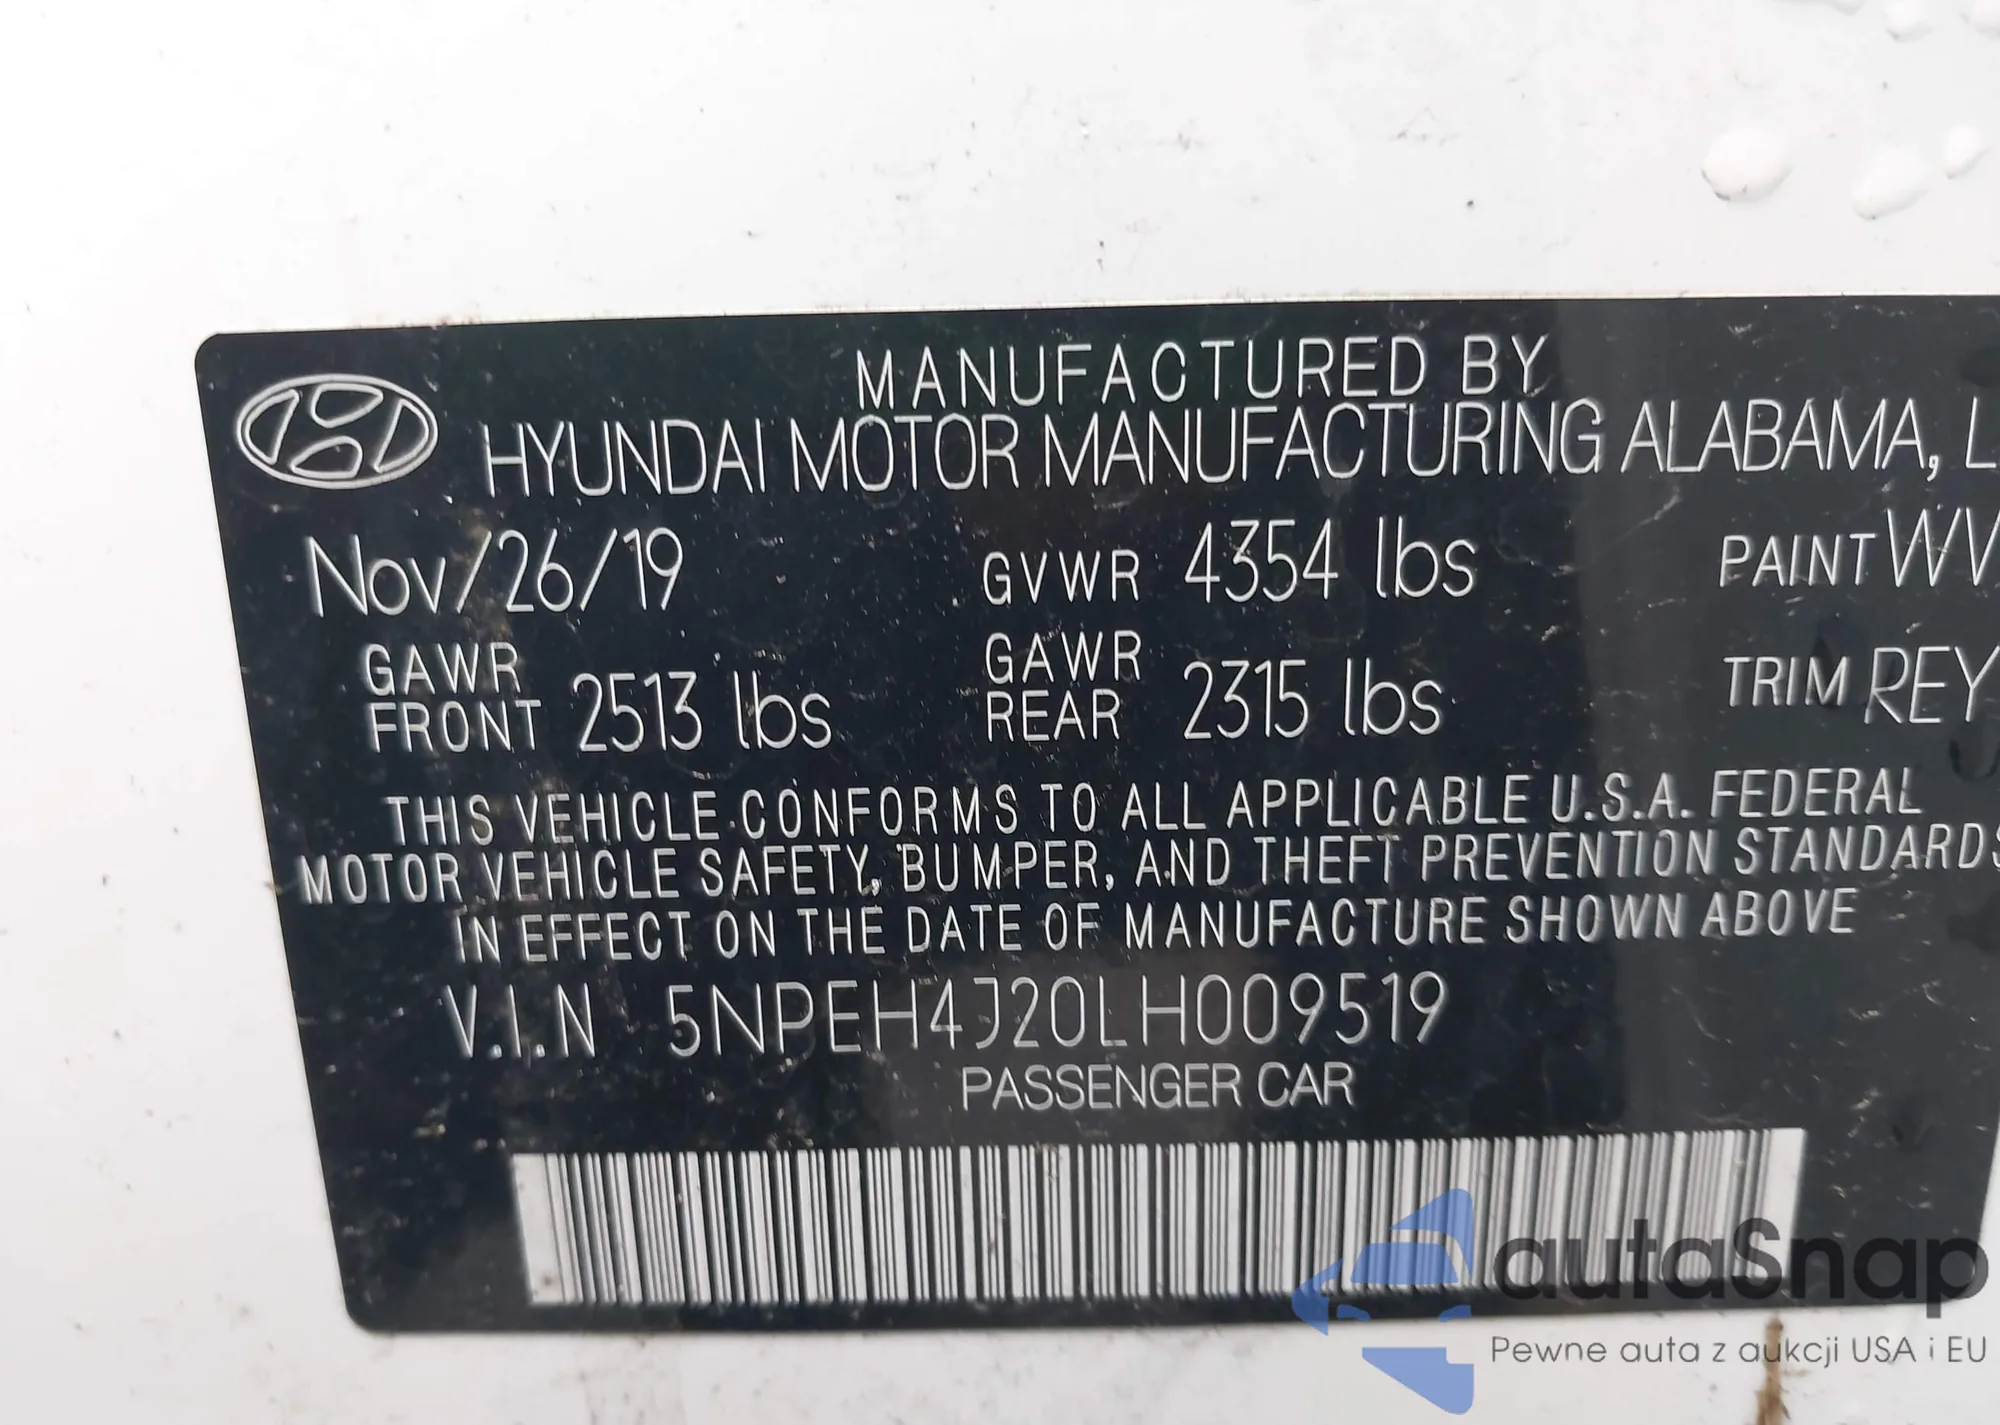 MANUFACTURED BY
HYUNDAI MOTOR MANUFACTURING ALABAMA, L
Nov/26/19 GVWR 4354 lbs PAINT WV
GAWR FRONT 2513 lbs GAWR REAR 2315 lbs TRIM REY
THIS VEHICLE CONFORMS TO ALL APPLICABLE U.S.A. FEDERAL
MOTOR VEHICLE SAFETY, BUMPER, AND THEFT PREVENTION STANDARDS
IN EFFECT ON THE DATE OF MANUFACTURE SHOWN ABOVE
V.I.N 5NPEH4J20LH009519
PASSENGER CAR
autaSnap
Pewne auta z aukcji USA i EU